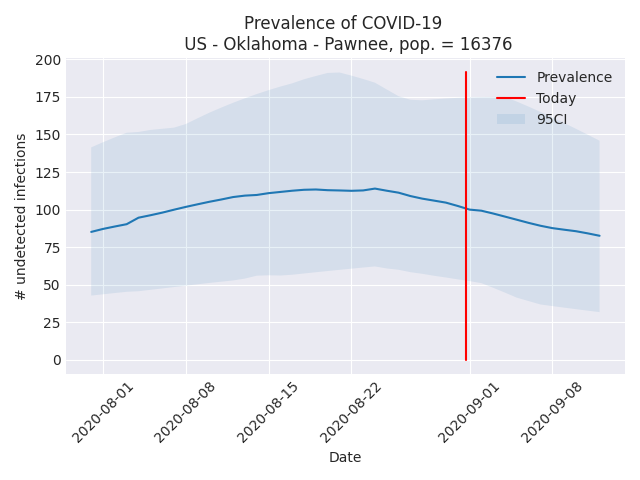 Prevalence of COVID-19
US - Oklahoma - Pawnee, pop. = 16376
200
175
150
125
100
75
50
25
0
# undetected infections
Prevalence
Today
95CI
2020-08-01
2020-08-08
2020-08-15
2020-08-22
2020-09-01
2020-09-08
Date